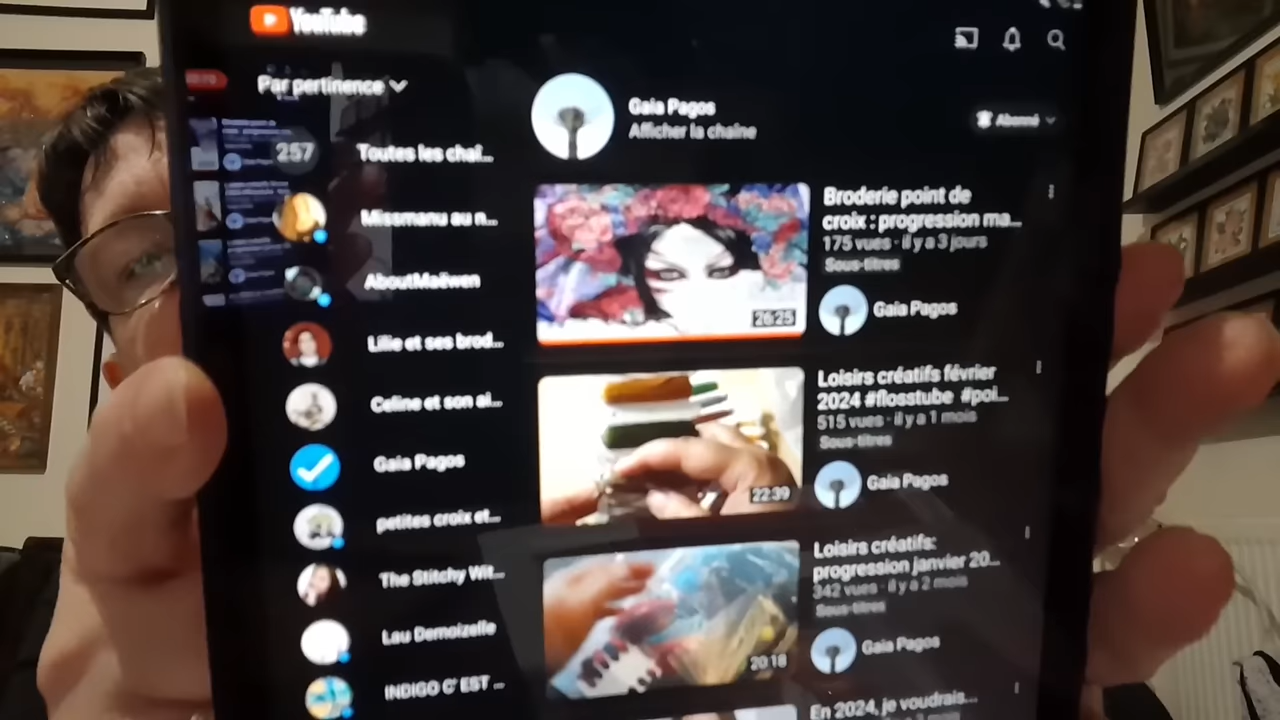 YouTube
Par pertinence
257
Toutes les chaî...
Missmanu au n...
AboutMaëwen
Lilie et ses brod...
Celine et son ai...
Gaia Pagos
petites croix et...
The Stitchy Wit...
Lau Demoizelle
INDIGO C' EST ...
Gaia Pagos
Afficher la chaîne
Abonné
26:25
Broderie point de
croix : progression ma...
175 vues · il y a 3 jours
Sous-titres
Gaia Pagos
22:39
Loisirs créatifs février
2024 #flosstube #poi...
515 vues · il y a 1 mois
Sous-titres
Gaia Pagos
20:18
Loisirs créatifs:
progression janvier 20...
342 vues · il y a 2 mois
Sous-titres
Gaia Pagos
En 2024, je voudrais...